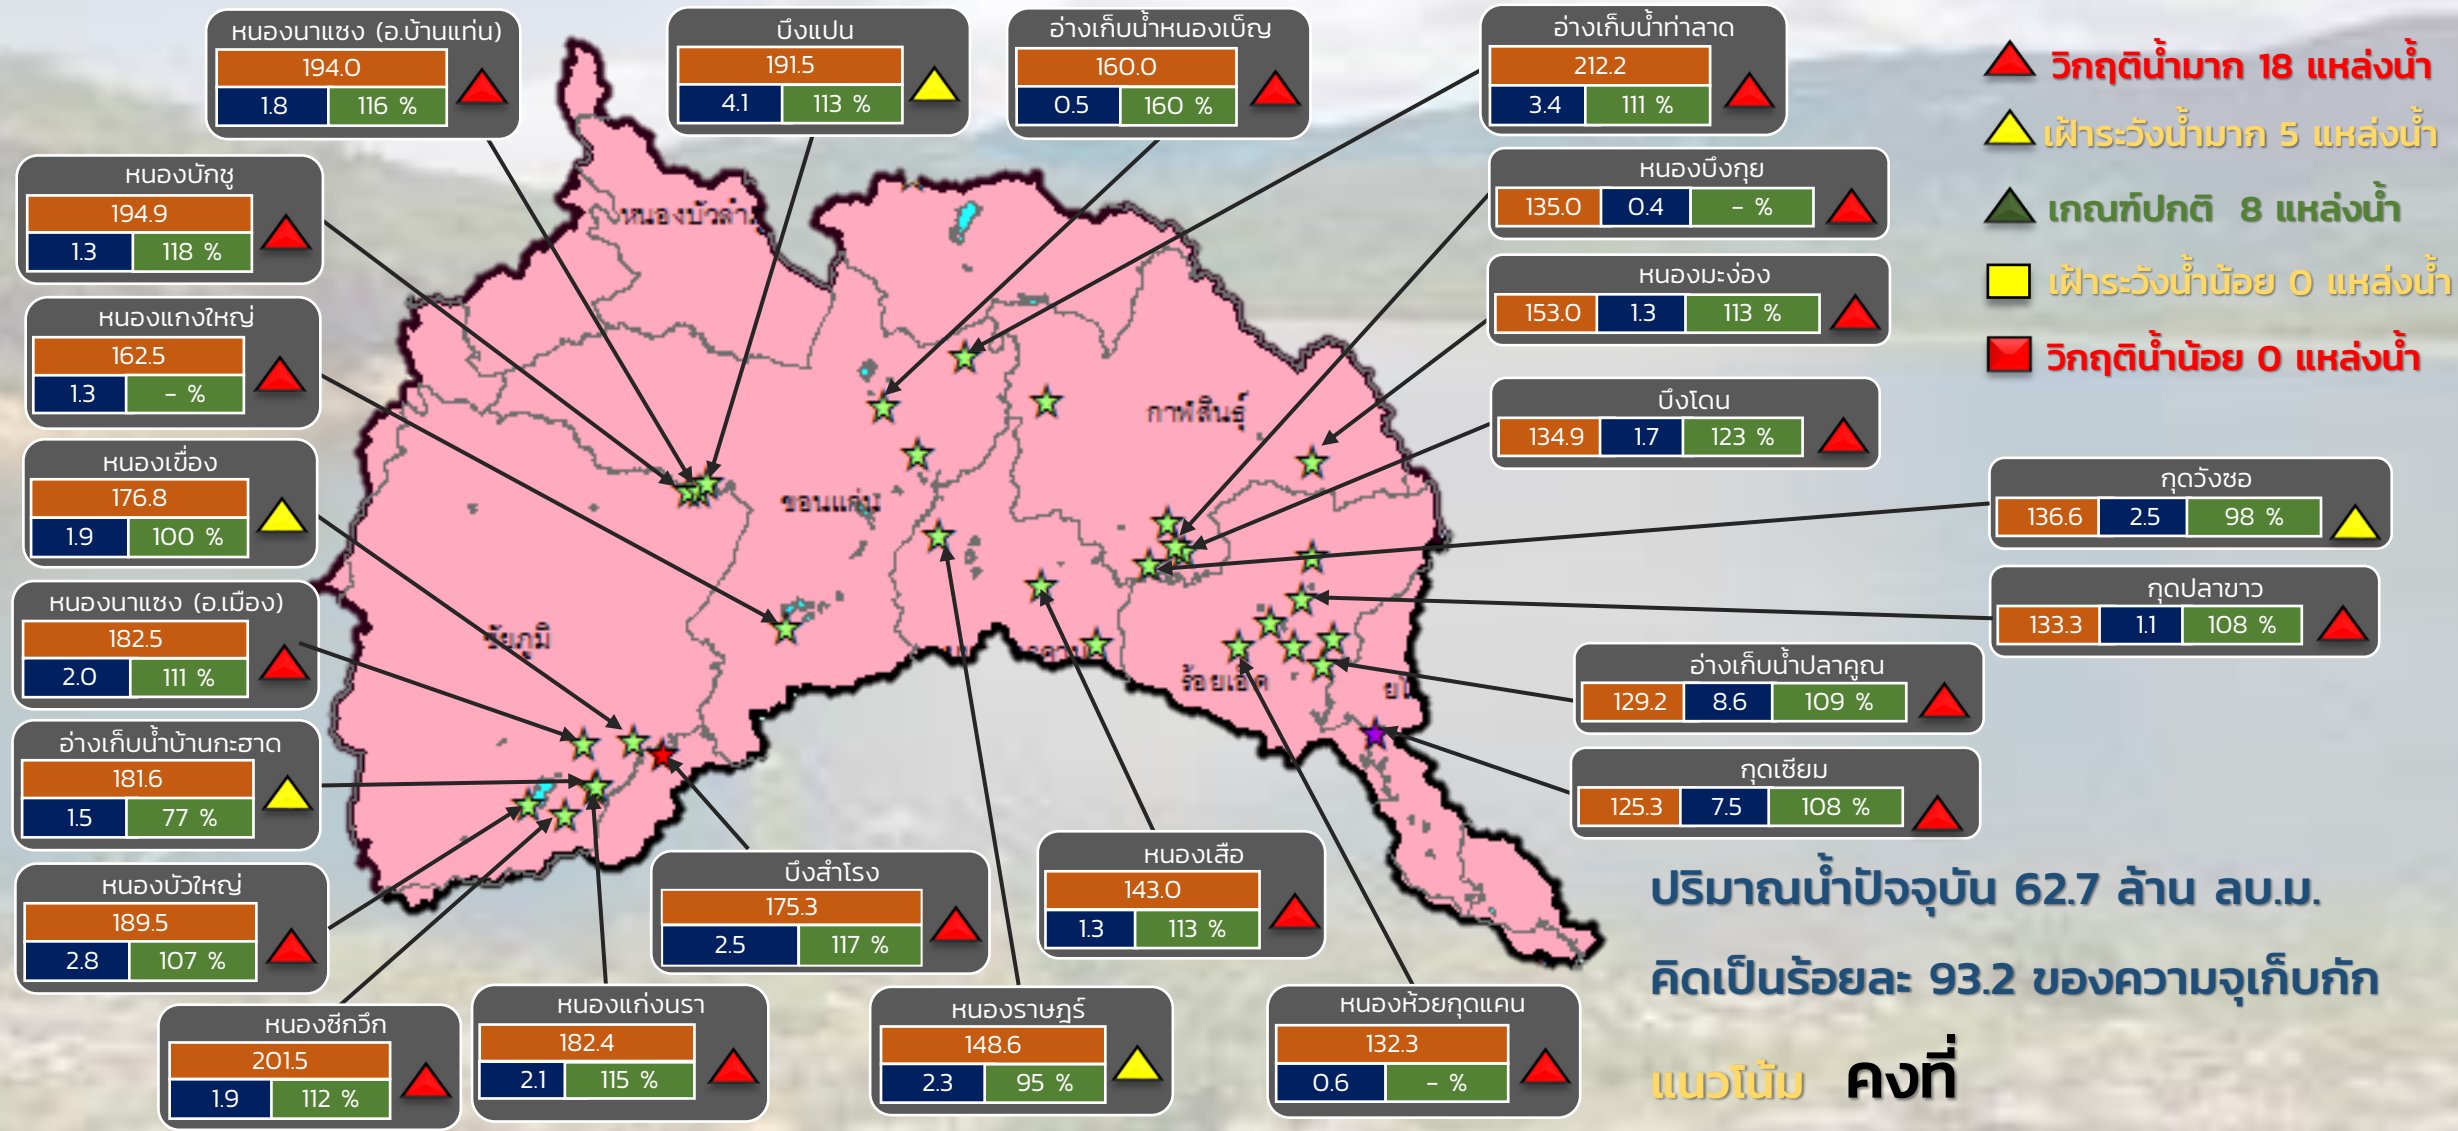 หนองนาแซง (อ.บ้านแท่น)
194.0
1.8 116 %
บึงแปน
191.5
4.1 113 %
อ่างเก็บน้ำหนองเบ็ญ
160.0
0.5 160 %
อ่างเก็บน้ำท่าลาด
212.2
3.4 111 %
วิกฤติน้ำมาก 18 แหล่งน้ำ
เฝ้าระวังน้ำมาก 5 แหล่งน้ำ
เกณฑ์ปกติ 8 แหล่งน้ำ
เฝ้าระวังน้ำน้อย 0 แหล่งน้ำ
วิกฤติน้ำน้อย 0 แหล่งน้ำ
หนองบักชู
194.9
1.3 118 %
หนองบึงกุย
135.0 0.4 - %
หนองมะง่อง
153.0 1.3 113 %
หนองแกงใหญ่
162.5
1.3 - %
บึงโดน
134.9 1.7 123 %
หนองเขื่อง
176.8
1.9 100 %
กุดวังซอ
136.6 2.5 98 %
หนองนาแซง (อ.เมือง)
182.5
2.0 111 %
กุดปลาขาว
133.3 1.1 108 %
อ่างเก็บน้ำปลาคูณ
129.2 8.6 109 %
อ่างเก็บน้ำบ้านกะฮาด
181.6
1.5 77 %
กุดเชียม
125.3 7.5 108 %
หนองบัวใหญ่
189.5
2.8 107 %
บึงสำโรง
175.3
2.5 117 %
หนองเสือ
143.0
1.3 113 %
หนองซีกวึก
201.5
1.9 112 %
หนองแก่งนรา
182.4
2.1 115 %
หนองราษฎร์
148.6
2.3 95 %
หนองห้วยกุดแคน
132.3
0.6 - %
กาฬสินธุ์
ขอนแก่น
ชัยภูมิ
ร้อยเอ็ด
ปริมาณน้ำปัจจุบัน 62.7 ล้าน ลบ.ม.
คิดเป็นร้อยละ 93.2 ของความจุเก็บกัก
แนวโน้ม คงที่